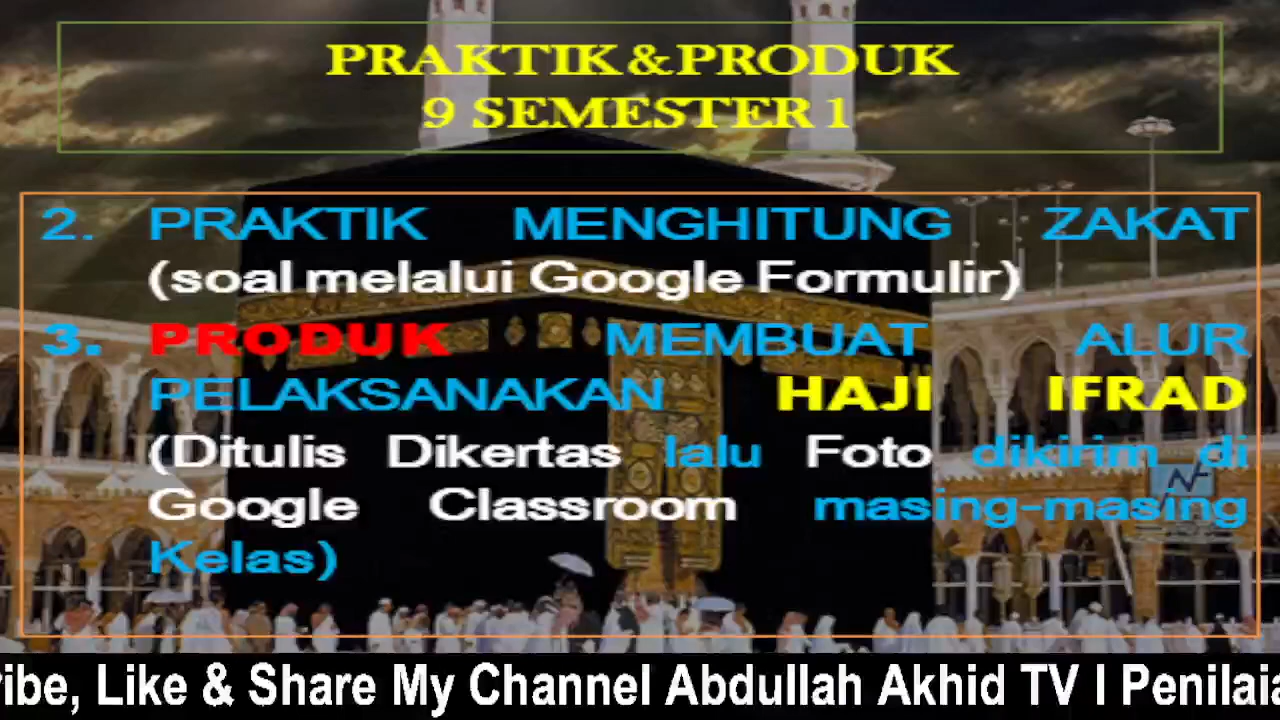 PRAKTIK&PRODUK
9 SEMESTER 1
2. PRAKTIK MENGHITUNG ZAKAT
(soal melalui Google Formulir)
3. PRODUK MEMBUAT ALUR
PELAKSANAKAN HAJI IFRAD
(Ditulis Dikertas lalu Foto dikirim di
Google Classroom masing-masing
Kelas)
ribe, Like & Share My Channel Abdullah Akhid TV I Penilaia